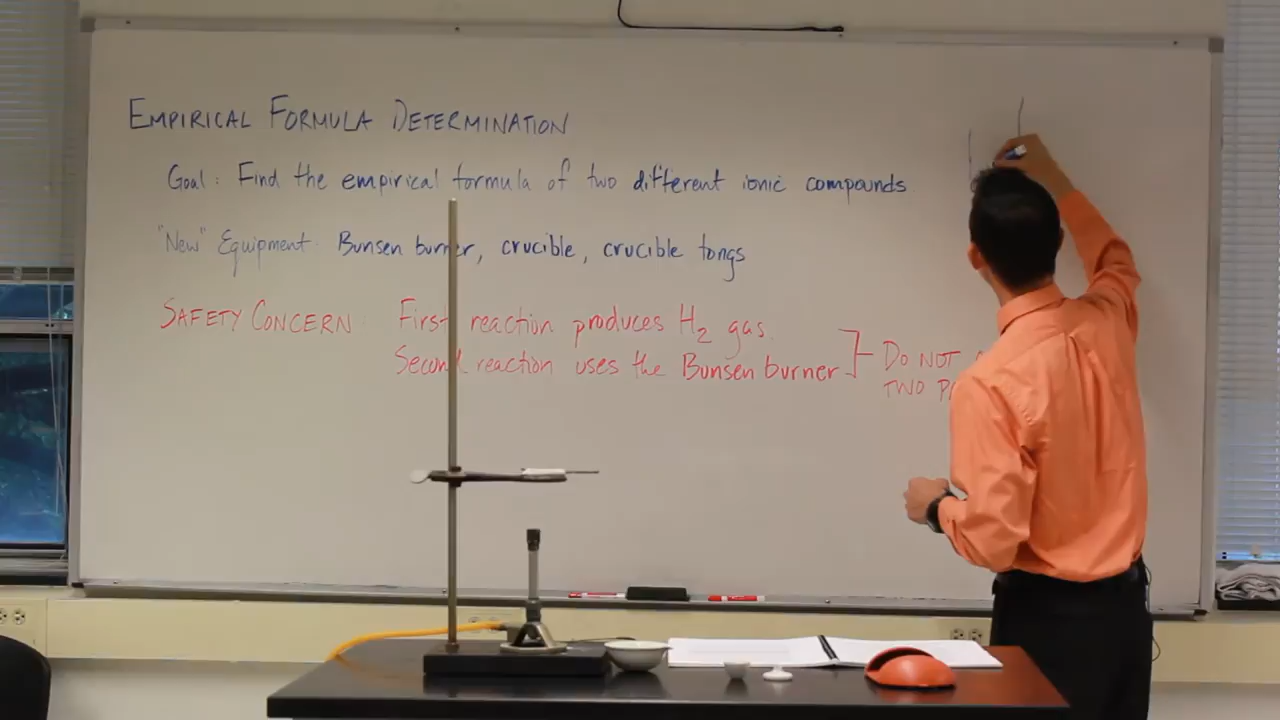 EMPIRICAL FORMULA DETERMINATION
Goal: Find the empirical formula of two different ionic compounds.
"New" Equipment: Bunsen burner, crucible, crucible tongs
SAFETY CONCERN: First reaction produces H₂ gas.
Second reaction uses the Bunsen burner
DO NOT
TWO